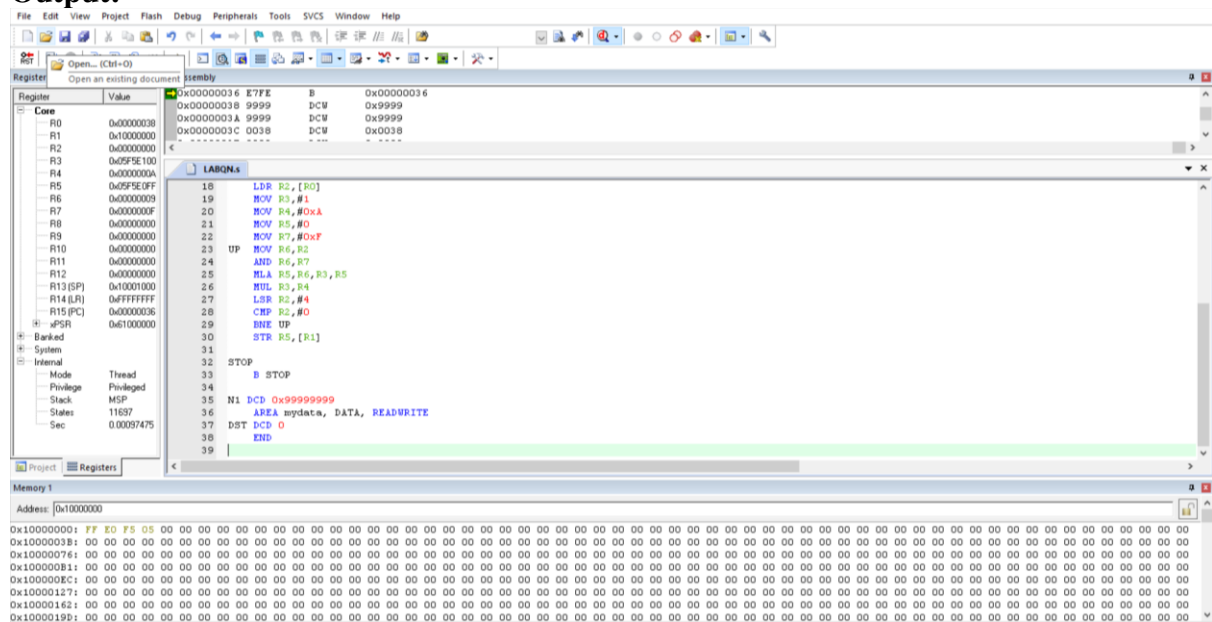 Output:
File Edit View Project Flash Debug Peripherals Tools SVCS Window Help
RST
Open... (Ctrl+O)
Open an existing document
Register
ssembly
Register Value
Core
R0 0x00000038
R1 0x10000000
R2 0x00000000
R3 0x05F5E100
R4 0x0000000A
R5 0x05F5E0FF
R6 0x00000009
R7 0x0000000F
R8 0x00000000
R9 0x00000000
R10 0x00000000
R11 0x00000000
R12 0x00000000
R13 (SP) 0x10001000
R14 (LR) 0xFFFFFFFF
R15 (PC) 0x00000036
xPSR 0x61000000
Banked
System
Internal
Mode Thread
Privilege Privileged
Stack MSP
States 11697
Sec 0.00097475
Project Registers
0x00000036 E7FE B 0x00000036
0x00000038 9999 DCW 0x9999
0x0000003A 9999 DCW 0x9999
0x0000003C 0038 DCW 0x0038
LABQN.s
18 LDR R2,[R0]
19 MOV R3,#1
20 MOV R4,#0xA
21 MOV R5,#0
22 MOV R7,#0xF
23 UP MOV R6,R2
24 AND R6,R7
25 MLA R5,R6,R3,R5
26 MUL R3,R4
27 LSR R2,#4
28 CMP R2,#0
29 BNE UP
30 STR R5,[R1]
31
32 STOP
33 B STOP
34
35 N1 DCD 0x99999999
36 AREA mydata, DATA, READWRITE
37 DST DCD 0
38 END
39
Memory 1
Address: 0x10000000
0x10000000: FF E0 F5 05 00 00 00 00 00 00 00 00 00 00 00 00 00 00 00 00 00 00 00 00 00 00 00 00 00 00 00 00 00 00 00 00 00 00 00 00 00 00 00 00 00 00 00 00 00 00 00 00 00 00 00 00 00 00 00
0x1000003B: 00 00 00 00 00 00 00 00 00 00 00 00 00 00 00 00 00 00 00 00 00 00 00 00 00 00 00 00 00 00 00 00 00 00 00 00 00 00 00 00 00 00 00 00 00 00 00 00 00 00 00 00 00 00 00 00 00 00 00
0x10000076: 00 00 00 00 00 00 00 00 00 00 00 00 00 00 00 00 00 00 00 00 00 00 00 00 00 00 00 00 00 00 00 00 00 00 00 00 00 00 00 00 00 00 00 00 00 00 00 00 00 00 00 00 00 00 00 00 00 00 00
0x100000B1: 00 00 00 00 00 00 00 00 00 00 00 00 00 00 00 00 00 00 00 00 00 00 00 00 00 00 00 00 00 00 00 00 00 00 00 00 00 00 00 00 00 00 00 00 00 00 00 00 00 00 00 00 00 00 00 00 00 00 00
0x100000EC: 00 00 00 00 00 00 00 00 00 00 00 00 00 00 00 00 00 00 00 00 00 00 00 00 00 00 00 00 00 00 00 00 00 00 00 00 00 00 00 00 00 00 00 00 00 00 00 00 00 00 00 00 00 00 00 00 00 00 00
0x10000127: 00 00 00 00 00 00 00 00 00 00 00 00 00 00 00 00 00 00 00 00 00 00 00 00 00 00 00 00 00 00 00 00 00 00 00 00 00 00 00 00 00 00 00 00 00 00 00 00 00 00 00 00 00 00 00 00 00 00 00
0x10000162: 00 00 00 00 00 00 00 00 00 00 00 00 00 00 00 00 00 00 00 00 00 00 00 00 00 00 00 00 00 00 00 00 00 00 00 00 00 00 00 00 00 00 00 00 00 00 00 00 00 00 00 00 00 00 00 00 00 00 00
0x1000019D: 00 00 00 00 00 00 00 00 00 00 00 00 00 00 00 00 00 00 00 00 00 00 00 00 00 00 00 00 00 00 00 00 00 00 00 00 00 00 00 00 00 00 00 00 00 00 00 00 00 00 00 00 00 00 00 00 00 00 00